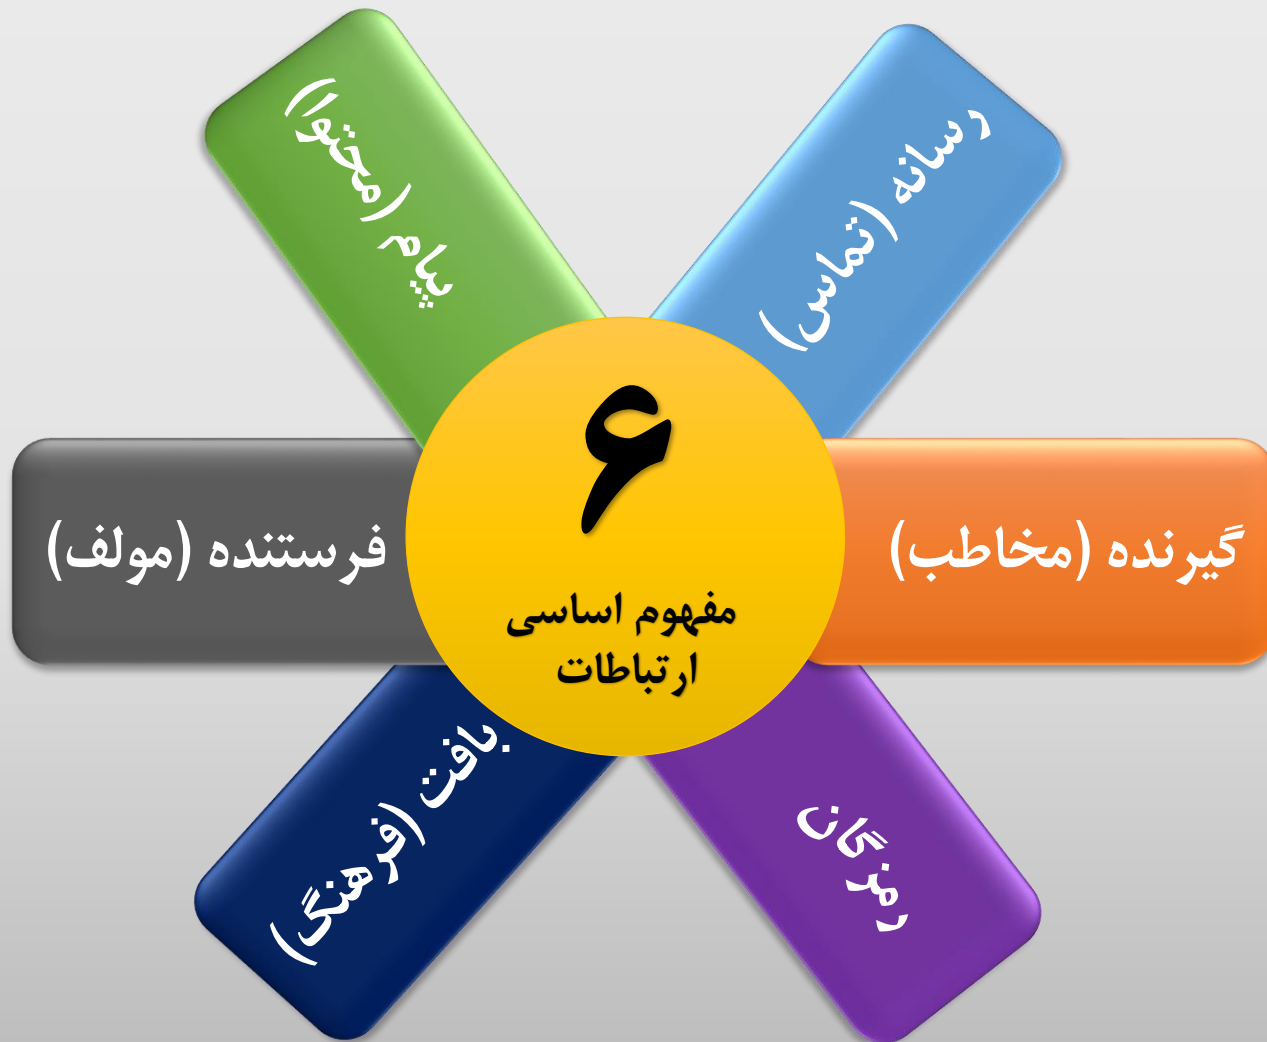 پیام (محتوا)
رسانه (تماس)
فرستنده (مولف)
۶
مفهوم اساسی
ارتباطات
گیرنده (مخاطب)
بافت (فرهنگ)
رمزگان